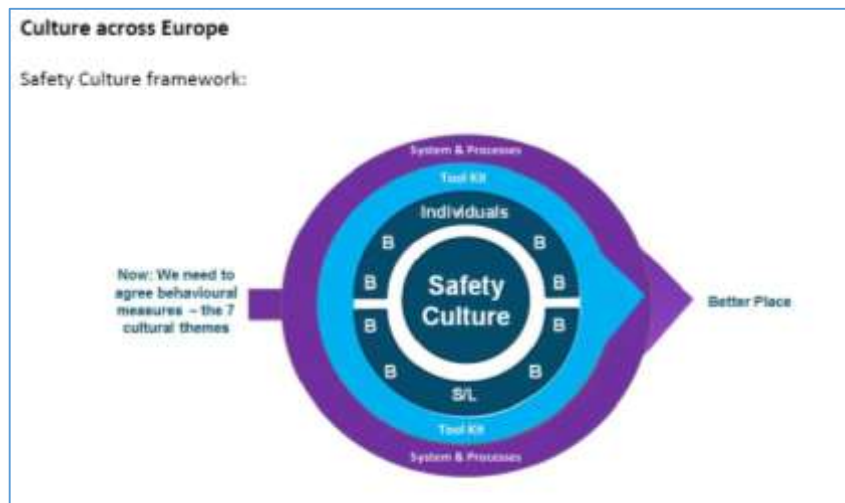 Culture across Europe
Safety Culture framework:
System & Processes
Tool Kit
Individuals
B B
B B
Safety
Culture
Now: We need to
agree behavioural
measures – the 7
cultural themes
Better Place
B B
B B
S/L
Tool Kit
System & Processes